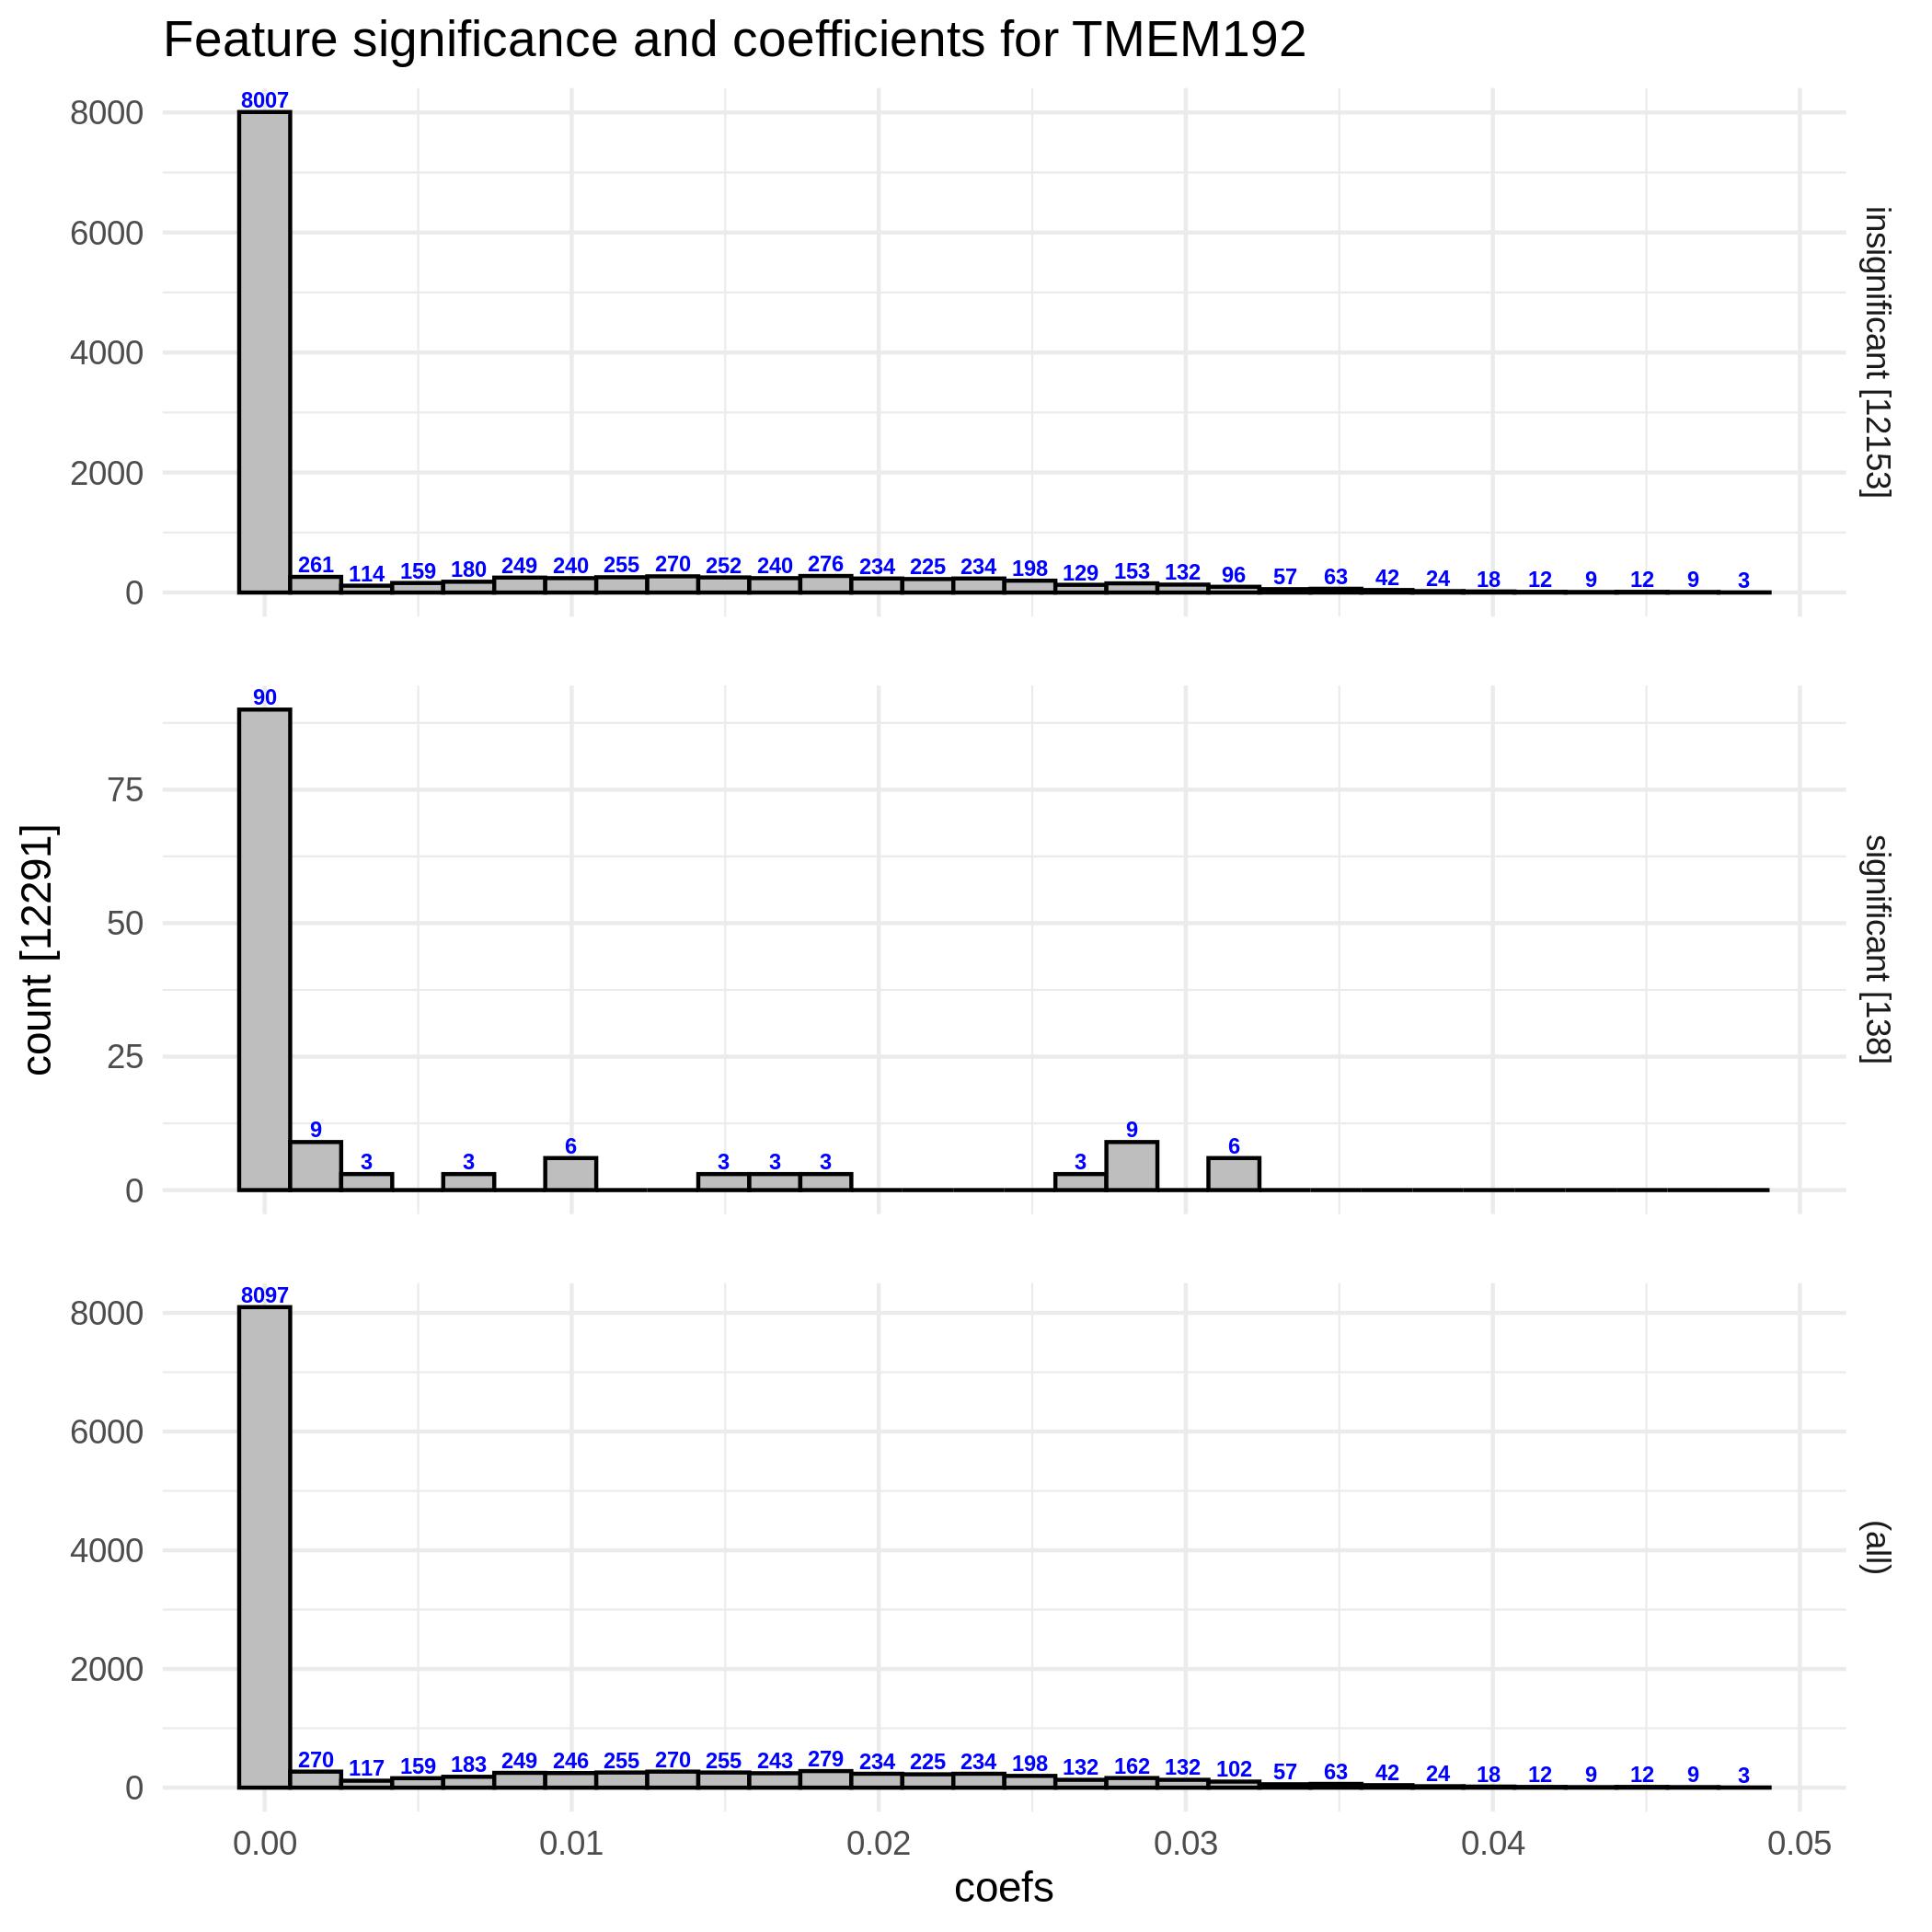 Feature significance and coefficients for TMEM192
8000
6000
4000
2000
0
8007 261 114 159 180 249 240 255 270 252 240 276 234 225 234 198 129 153 132 96 57 63 42 24 18 12 9 12 9 3
insignificant [12153]
count [12291]
75
50
25
0
90 9 3 3 6 3 3 3 3 9 6
significant [138]
8000
6000
4000
2000
0
8097 270 117 159 183 249 246 255 270 255 243 279 234 225 234 198 132 162 132 102 57 63 42 24 18 12 9 12 9 3
(all)
0.00 0.01 0.02 0.03 0.04 0.05
coefs